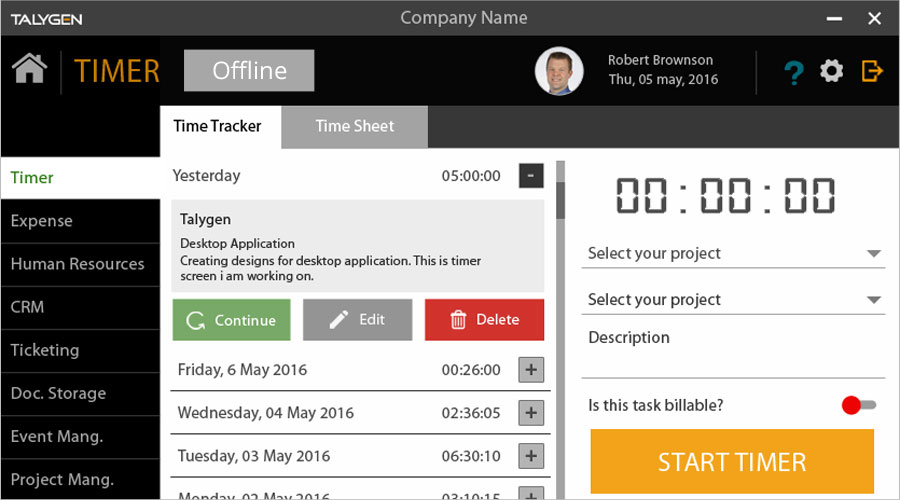 TALYGEN
Company Name
TIMER
Offline
Robert Brownson
Thu, 05 may, 2016
?
Timer
Expense
Human Resources
CRM
Ticketing
Doc. Storage
Event Mang.
Project Mang.
Time Tracker
Time Sheet
Yesterday 05:00:00 -
Talygen
Desktop Application
Creating designs for desktop application. This is timer
screen i am working on.
Continue
Edit
Delete
Friday, 6 May 2016 00:26:00 +
Wednesday, 04 May 2016 02:36:05 +
Tuesday, 03 May 2016 06:30:10 +
Monday, 02 May 2016 03:10:15
00:00:00
Select your project
Select your project
Description
Is this task billable?
START TIMER